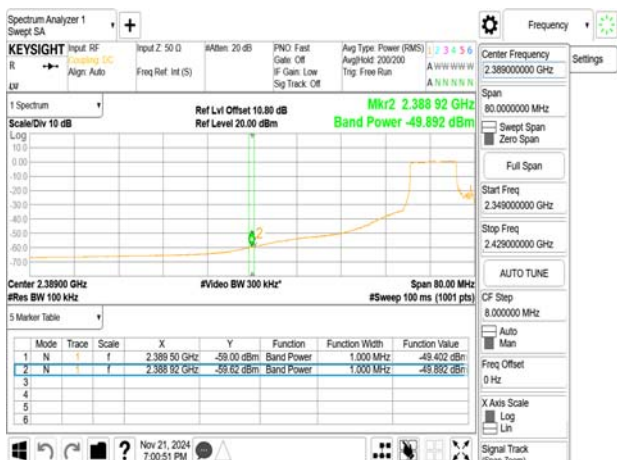 Spectrum Analyzer 1
Swept SA
+
Frequency
KEYSIGHT Input: RF Input Z: 50 Ω #Atten: 20 dB PNO: Fast Avg Type: Power (RMS) 1 2 3 4 5 6
R Coupling: DC Gate: Off Avg|Hold: 200/200 A W W W W W
Align: Auto Freq Ref: Int (S) IF Gain: Low Trig: Free Run
Sig Track: Off A N N N N N
LXI
1 Spectrum
Ref Lvl Offset 10.80 dB Mkr2 2.388 92 GHz
Scale/Div 10 dB Ref Level 20.00 dBm Band Power -49.892 dBm
Log
10.0
0.00
-10.0
-20.0
-30.0
-40.0
-50.0
-60.0
-70.0
2
Center 2.38900 GHz #Video BW 300 kHz* Span 80.00 MHz
#Res BW 100 kHz #Sweep 100 ms (1001 pts)
5 Marker Table
Mode Trace Scale X Y Function Function Width Function Value
1 N 1 f 2.389 50 GHz -59.00 dBm Band Power 1.000 MHz -49.402 dBm
2 N 1 f 2.388 92 GHz -59.62 dBm Band Power 1.000 MHz -49.892 dBm
3
4
5
6
? Nov 21, 2024
7:00:51 PM
Center Frequency
2.389000000 GHz
Settings
Span
80.0000000 MHz
Swept Span
Zero Span
Full Span
Start Freq
2.349000000 GHz
Stop Freq
2.429000000 GHz
AUTO TUNE
CF Step
8.000000 MHz
Auto
Man
Freq Offset
0 Hz
X Axis Scale
Log
Lin
Signal Track